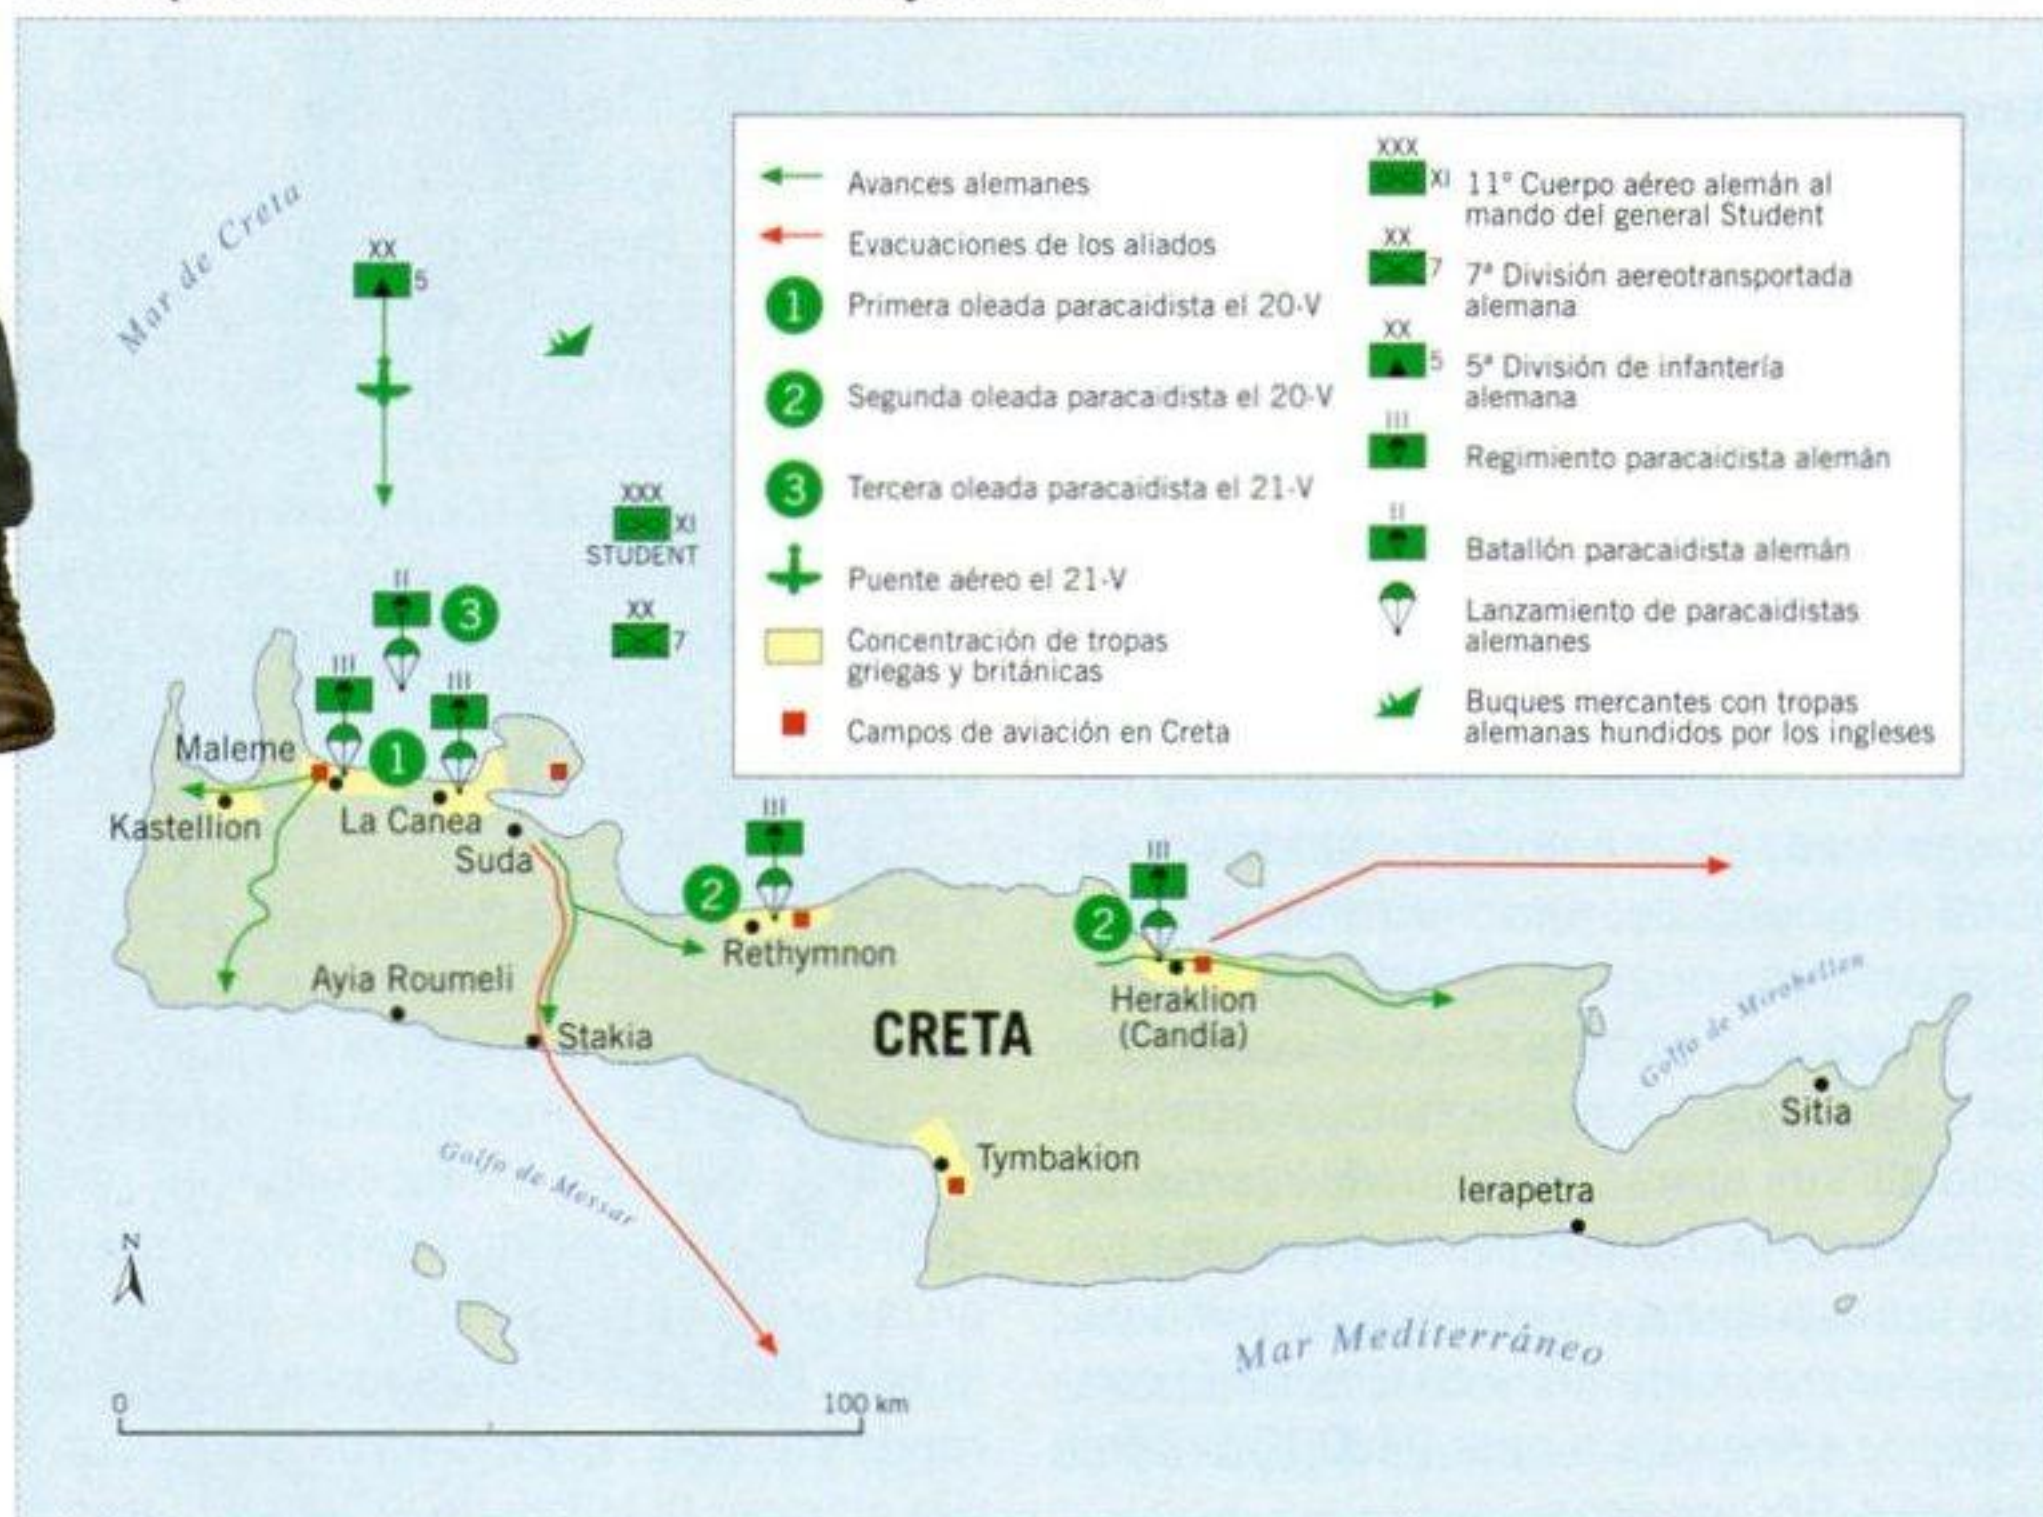 Mar de Creta
XX
5
XXX
XI
STUDENT
XX
7
II
3
III
III
1
Maleme
Kastellion
La Canea
Suda
III
2
Rethymnon
III
2
Heraklion
(Candía)
Ayia Roumeli
Stakia
CRETA
Golfo de Mirabellen
Sitia
Tymbakion
Ierapetra
Golfo de Messar
Mar Mediterráneo
N
0
100 km
Avances alemanes
Evacuaciones de los aliados
1
Primera oleada paracaidista el 20-V
2
Segunda oleada paracaidista el 20-V
3
Tercera oleada paracaidista el 21-V
Puente aéreo el 21-V
Concentración de tropas
griegas y británicas
Campos de aviación en Creta
XXX
XI
11° Cuerpo aéreo alemán al
mando del general Student
XX
7
7ª División aereotransportada
alemana
XX
5
5ª División de infantería
alemana
III
Regimiento paracaidista alemán
II
Batallón paracaidista alemán
Lanzamiento de paracaidistas
alemanes
Buques mercantes con tropas
alemanas hundidos por los ingleses